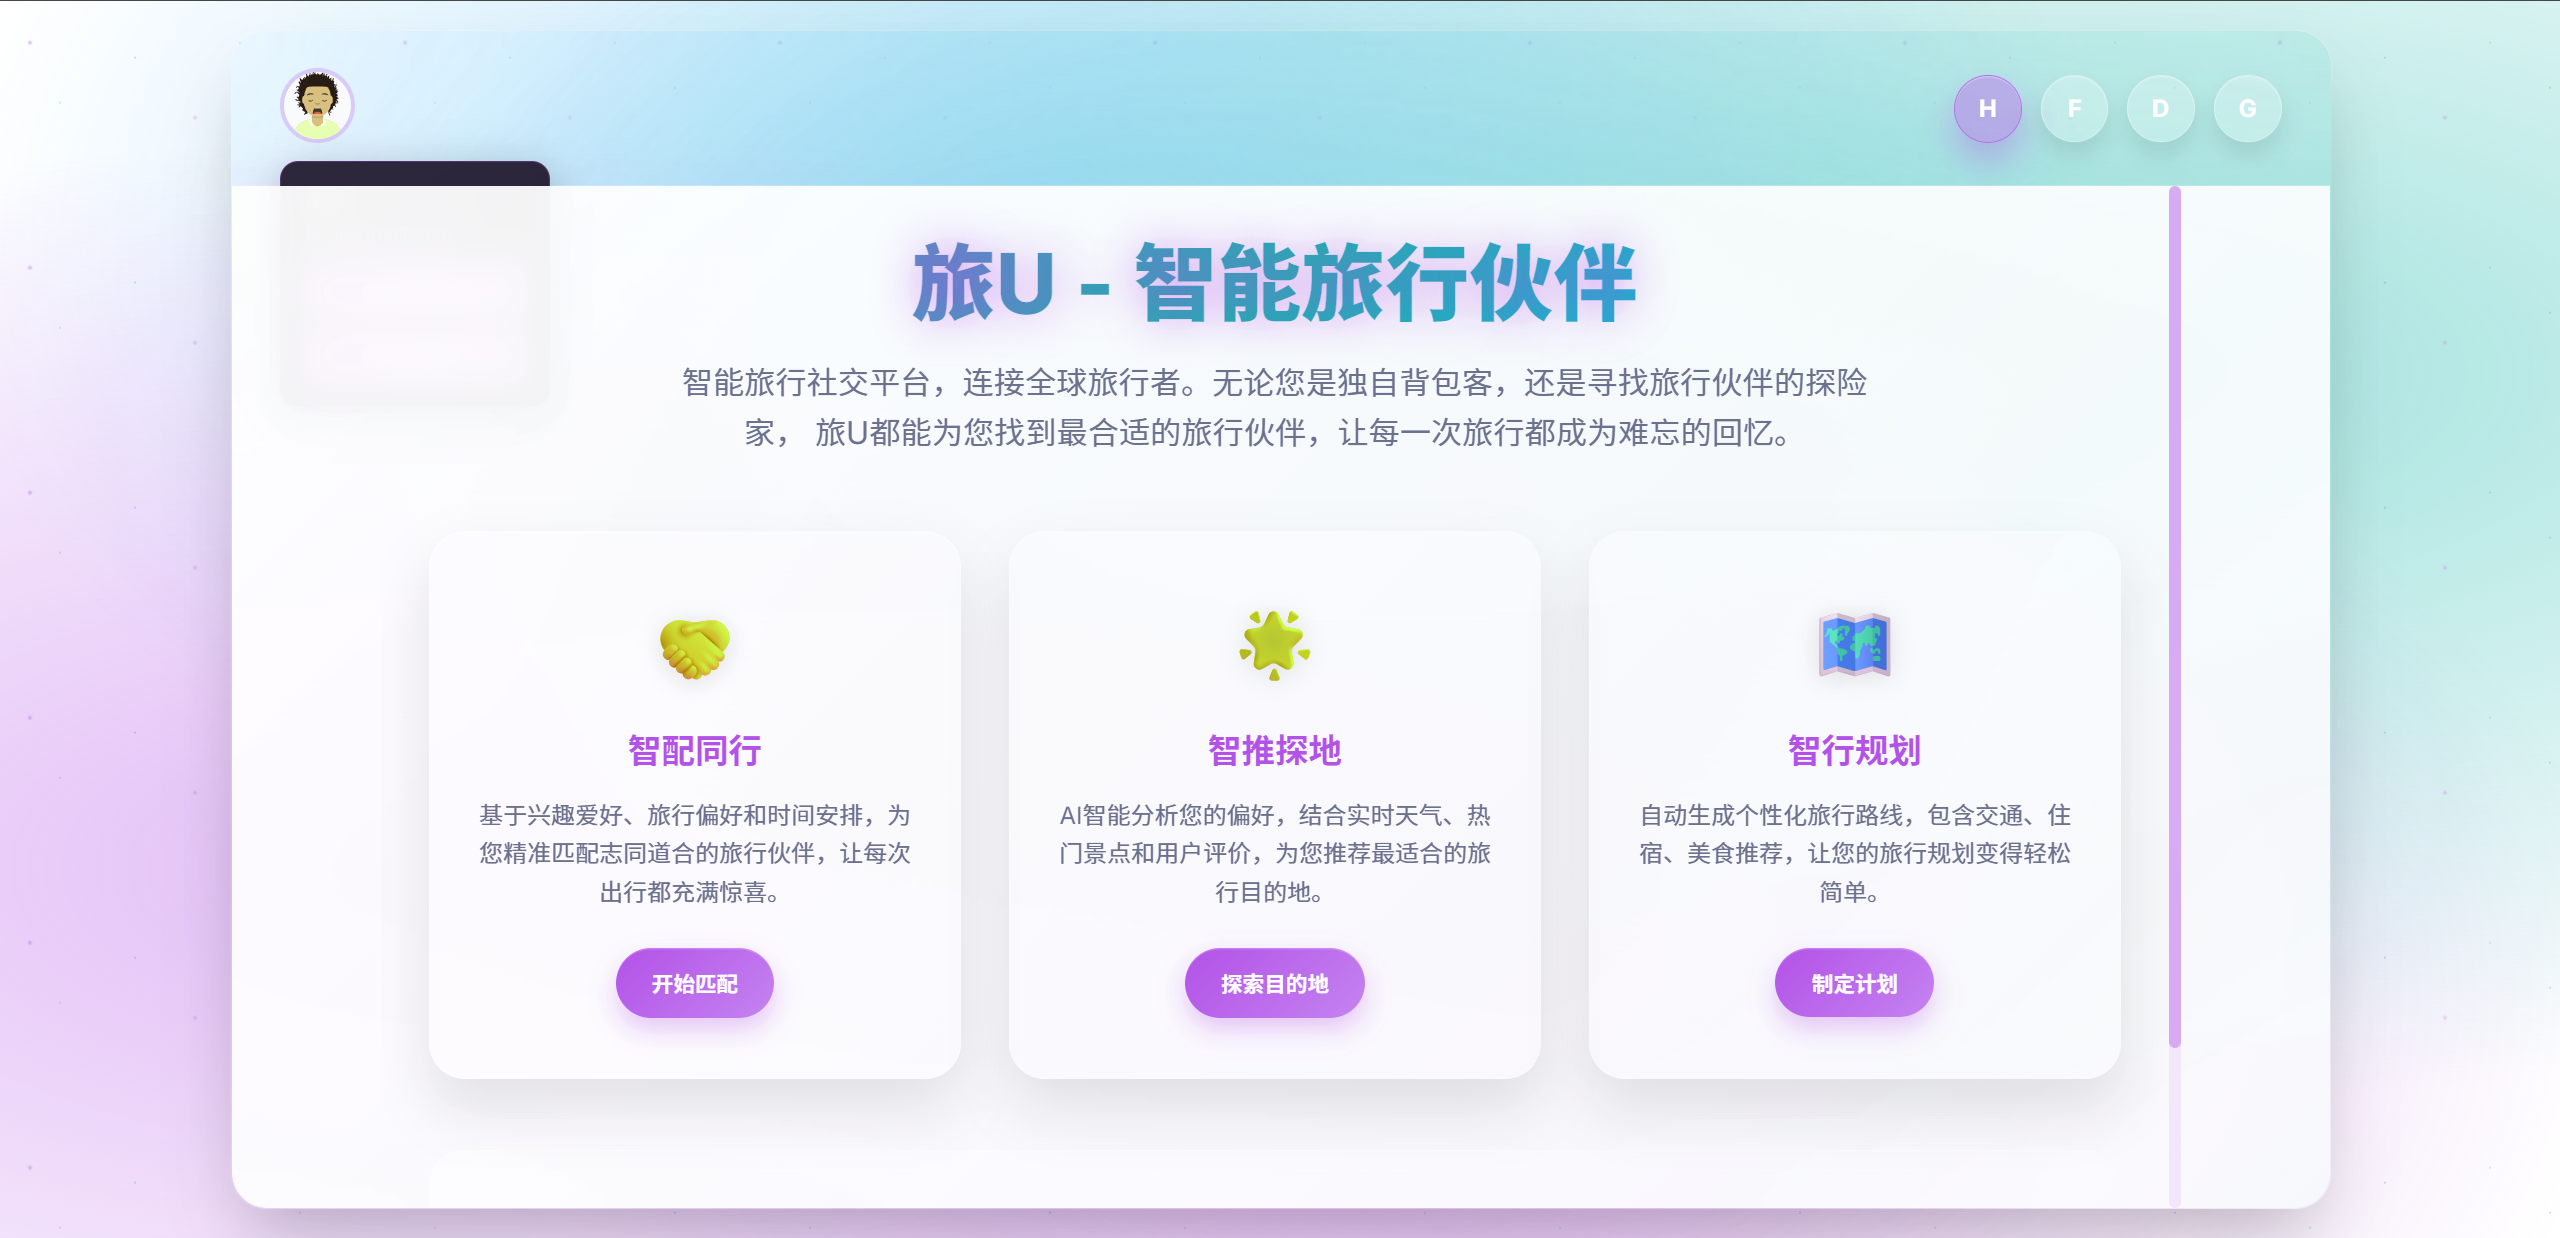 H F D G
旅U - 智能旅行伙伴
智能旅行社交平台，连接全球旅行者。无论您是独自背包客，还是寻找旅行伙伴的探险
家， 旅U都能为您找到最合适的旅行伙伴，让每一次旅行都成为难忘的回忆。
智配同行
基于兴趣爱好、旅行偏好和时间安排，为
您精准匹配志同道合的旅行伙伴，让每次
出行都充满惊喜。
开始匹配
智推探地
AI智能分析您的偏好，结合实时天气、热
门景点和用户评价，为您推荐最适合的旅
行目的地。
探索目的地
智行规划
自动生成个性化旅行路线，包含交通、住
宿、美食推荐，让您的旅行规划变得轻松
简单。
制定计划